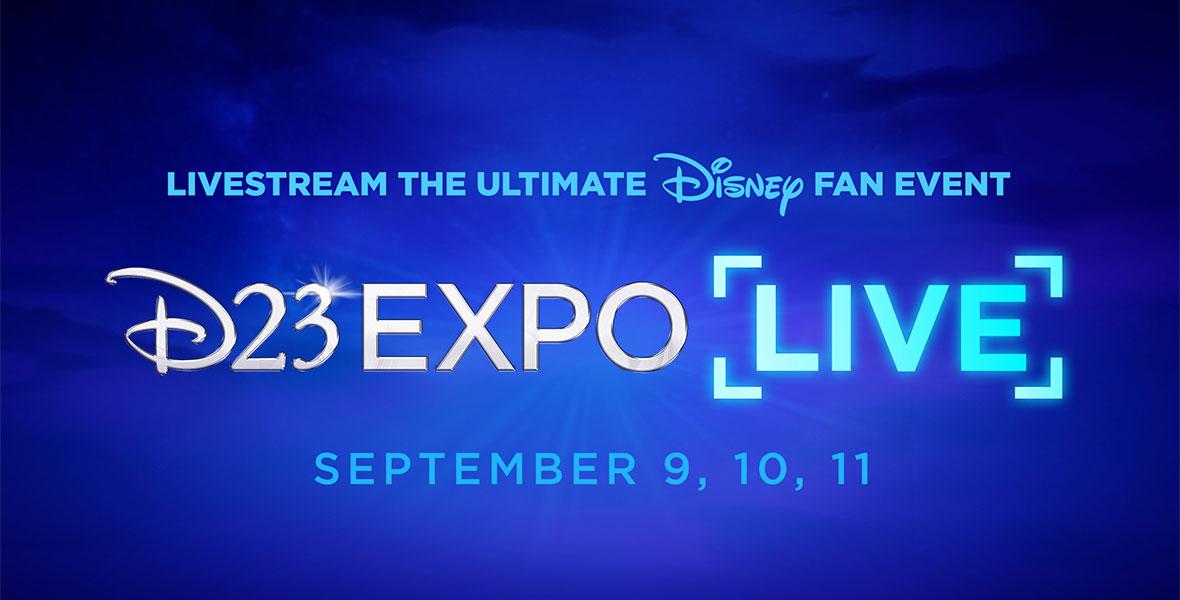 LIVESTREAM THE ULTIMATE Disney FAN EVENT
D23 EXPO [LIVE]
SEPTEMBER 9, 10, 11